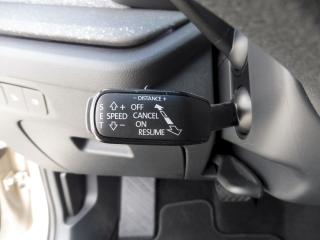 - DISTANCE +
S ⇧ + OFF
E SPEED CANCEL
T ⇩ - ON
RESUME